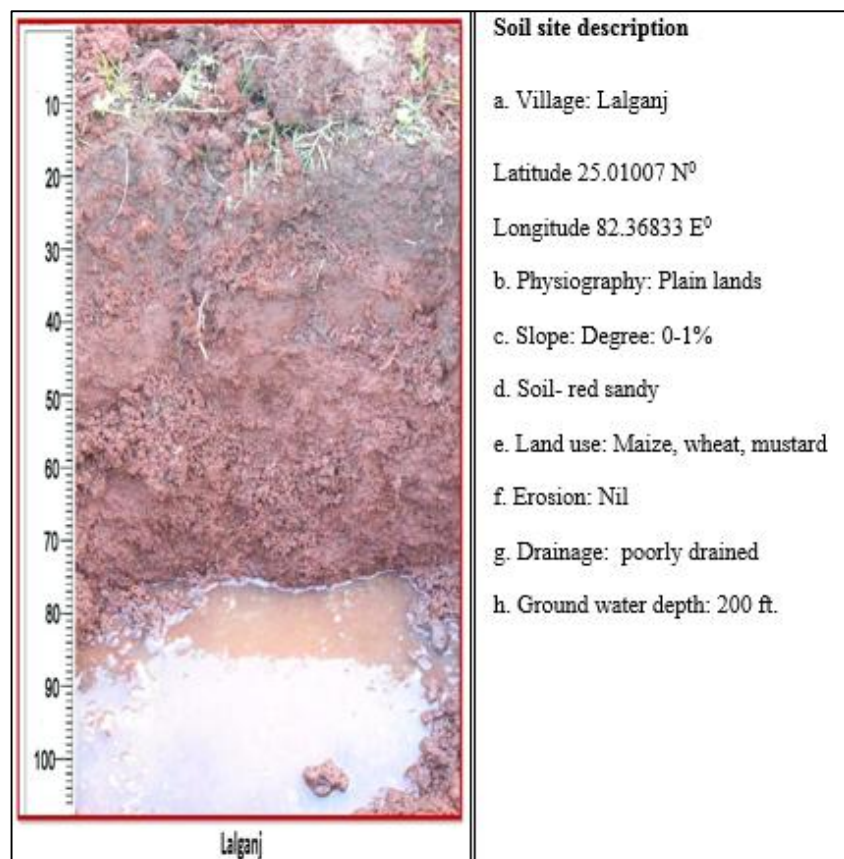 10
20
30
40
50
60
70
80
90
100
Lalganj
Soil site description
a. Village: Lalganj
Latitude 25.01007 N⁰
Longitude 82.36833 E⁰
b. Physiography: Plain lands
c. Slope: Degree: 0-1%
d. Soil- red sandy
e. Land use: Maize, wheat, mustard
f. Erosion: Nil
g. Drainage:  poorly drained
h. Ground water depth: 200 ft.